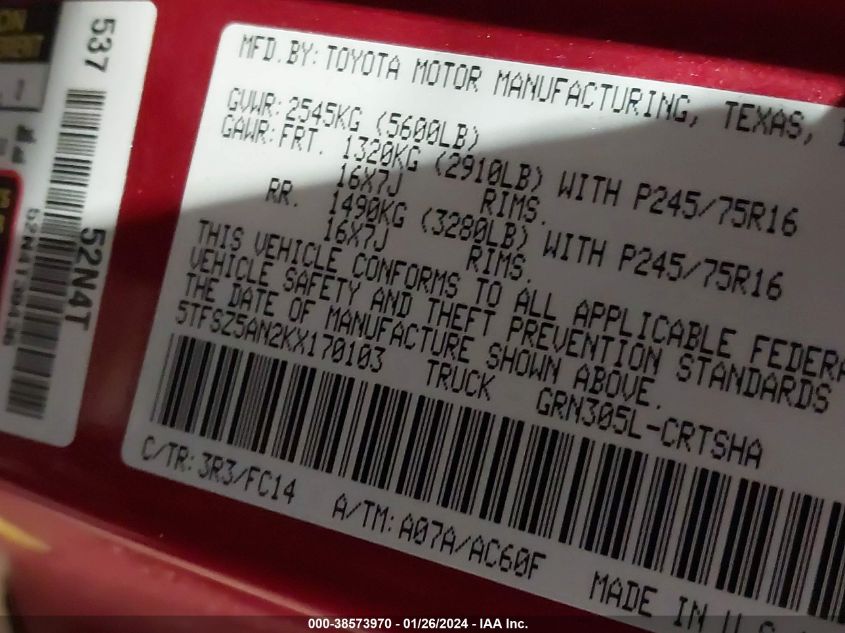 MFD.BY:TOYOTA MOTOR MANUFACTURING, TEXAS,
GVWR:2545KG (5600LB)
GAWR:FRT. 1320KG (2910LB) WITH P245/75R16
16X7J RIMS.
RR. 1490KG (3280LB) WITH P245/75R16
16X7J RIMS.
THIS VEHICLE CONFORMS TO ALL APPLICABLE FEDERA
VEHICLE SAFETY AND THEFT PREVENTION STANDARDS
THE DATE OF MANUFACTURE SHOWN ABOVE.
5TFSZ5AN2KX170103 TRUCK GRN305L-CRTSHA
C/TR:3R3/FC14
A/TM:A07A/AC60F
MADE IN U.S.
537
52N4T
000-38573970 - 01/26/2024 - IAA Inc.